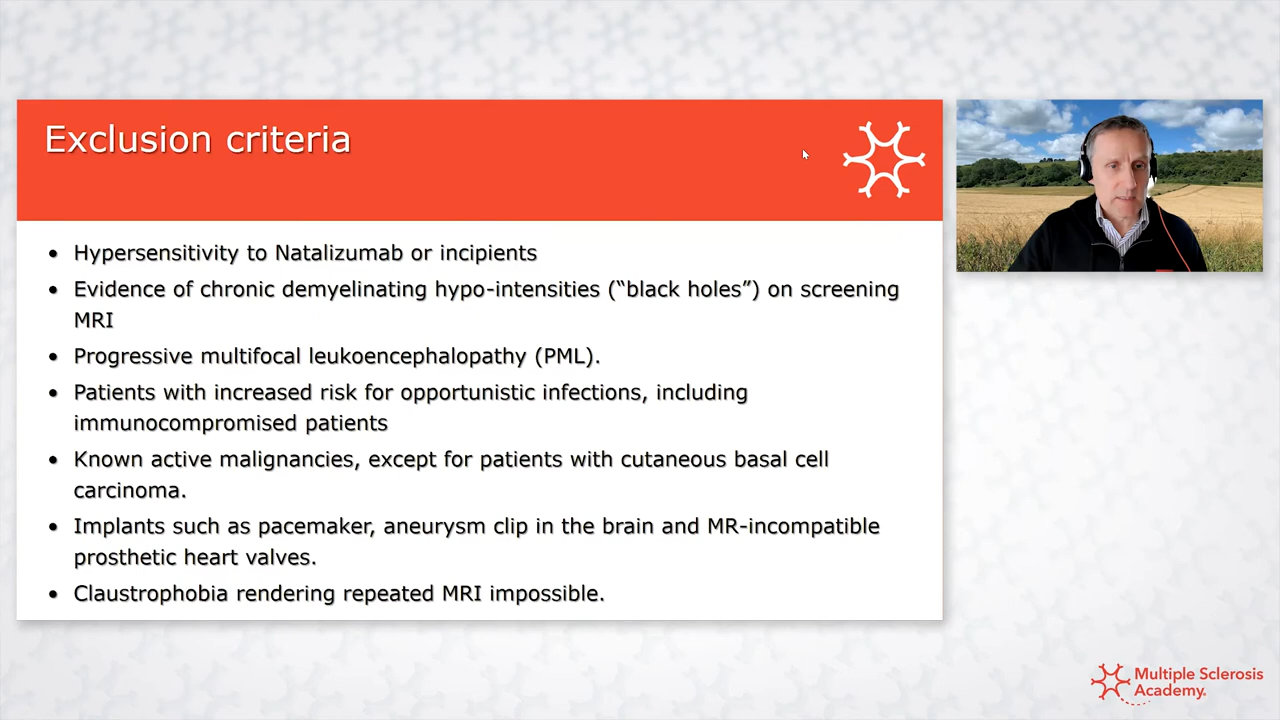 Exclusion criteria
• Hypersensitivity to Natalizumab or incipients
• Evidence of chronic demyelinating hypo-intensities (“black holes”) on screening
MRI
• Progressive multifocal leukoencephalopathy (PML).
• Patients with increased risk for opportunistic infections, including
immunocompromised patients
• Known active malignancies, except for patients with cutaneous basal cell
carcinoma.
• Implants such as pacemaker, aneurysm clip in the brain and MR-incompatible
prosthetic heart valves.
• Claustrophobia rendering repeated MRI impossible.
Multiple Sclerosis
Academy.